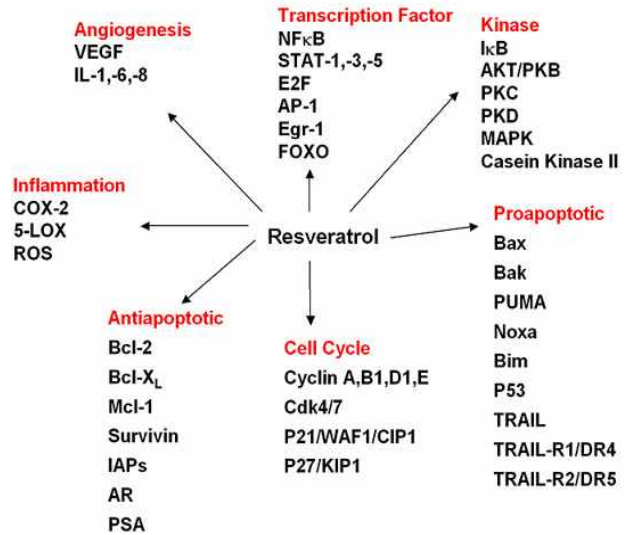 Angiogenesis
VEGF
IL-1,-6,-8
Transcription Factor
NFκB
STAT-1,-3,-5
E2F
AP-1
Egr-1
FOXO
Kinase
IκB
AKT/PKB
PKC
PKD
MAPK
Casein Kinase II
Inflammation
COX-2
5-LOX
ROS
Resveratrol
Proapoptotic
Bax
Bak
PUMA
Noxa
Bim
P53
TRAIL
TRAIL-R1/DR4
TRAIL-R2/DR5
Antiapoptotic
Bcl-2
Bcl-XL
Mcl-1
Survivin
IAPs
AR
PSA
Cell Cycle
Cyclin A,B1,D1,E
Cdk4/7
P21/WAF1/CIP1
P27/KIP1